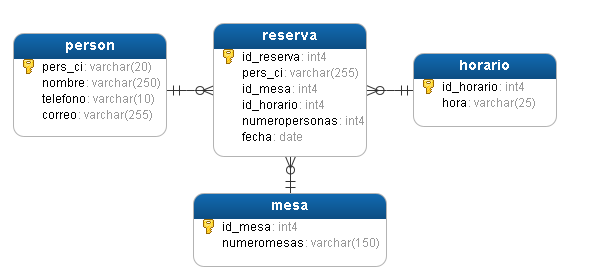 person
pers_ci: varchar(20)
nombre: varchar(250)
telefono: varchar(10)
correo: varchar(255)
reserva
id_reserva: int4
pers_ci: varchar(255)
id_mesa: int4
id_horario: int4
numeropersonas: int4
fecha: date
horario
id_horario: int4
hora: varchar(25)
mesa
id_mesa: int4
numeromesas: varchar(150)